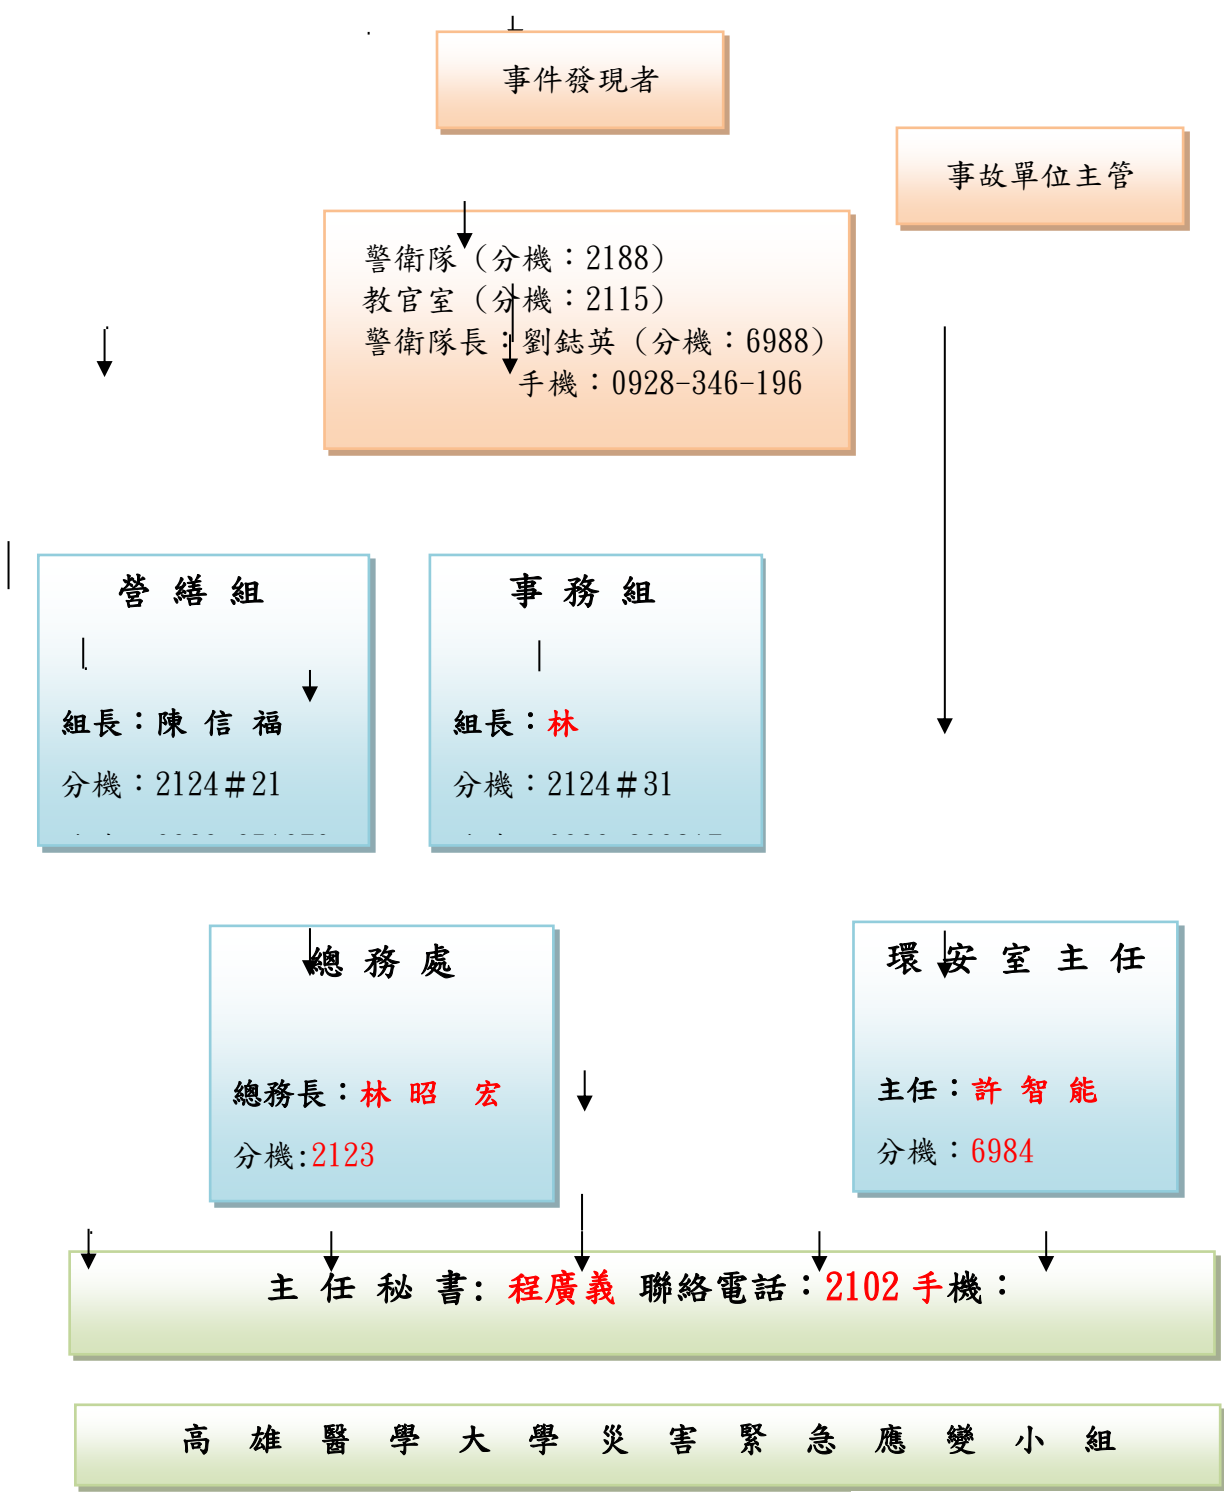 事件發現者
事故單位主管
警衛隊（分機：2188）
教官室（分機：2115）
警衛隊長：劉鋕英（分機：6988）
手機：0928-346-196
營 繕 組
組長：陳 信 福
分機：2124＃21
事 務 組
組長：林
分機：2124＃31
總 務 處
總務長：林 昭 宏
分機:2123
環 安 室 主 任
主任：許 智 能
分機：6984
主 任 秘 書: 程廣義 聯絡電話：2102 手機：
高 雄 醫 學 大 學 災 害 緊 急 應 變 小 組